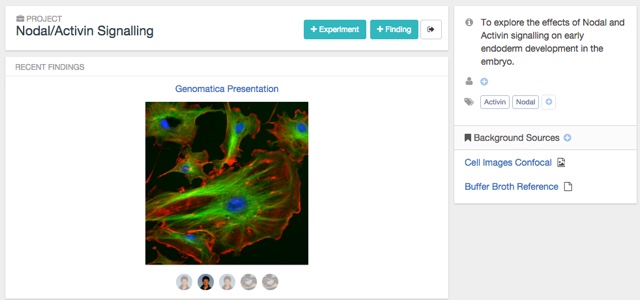 PROJECT
Nodal/Activin Signalling
+ Experiment
+ Finding
RECENT FINDINGS
Genomatica Presentation
To explore the effects of Nodal and
Activin signalling on early
endoderm development in the
embryo.
Activin
Nodal
Background Sources
Cell Images Confocal
Buffer Broth Reference